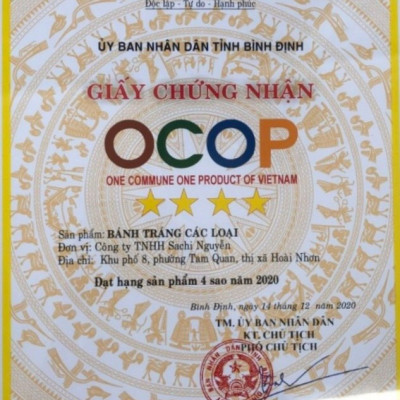 Độc lập - Tự do - Hạnh phúc
ỦY BAN NHÂN DÂN TỈNH BÌNH ĐỊNH
GIẤY CHỨNG NHẬN
OCOP
ONE COMMUNE ONE PRODUCT OF VIETNAM
Sản phẩm: BÁNH TRÁNG CÁC LOẠI
Đơn vị: Công ty TNHH Sachi Nguyễn
Địa chỉ: Khu phố 8, phường Tam Quan, thị xã Hoài Nhơn
Đạt hạng sản phẩm 4 sao năm 2020
Bình Định, ngày 14 tháng 12 năm 2020
TM. ỦY BAN NHÂN DÂN
KT. CHỦ TỊCH
PHÓ CHỦ TỊCH